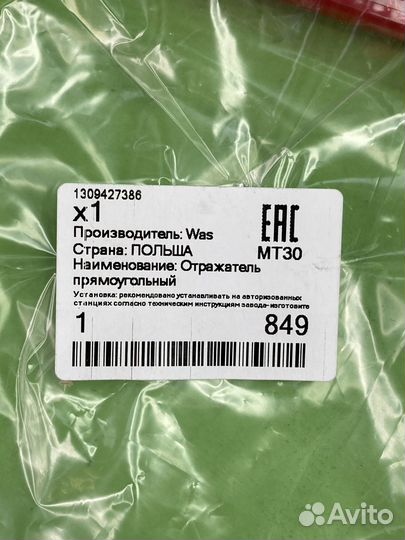 1309427386
x1
Производитель: Was
Страна: ПОЛЬША
Наименование: Отражатель
прямоугольный
EAC
MT30
Установка: рекомендовано устанавливать на авторизованных
станциях согласно техническим инструкциям завода-изготовите
1 849
Avito